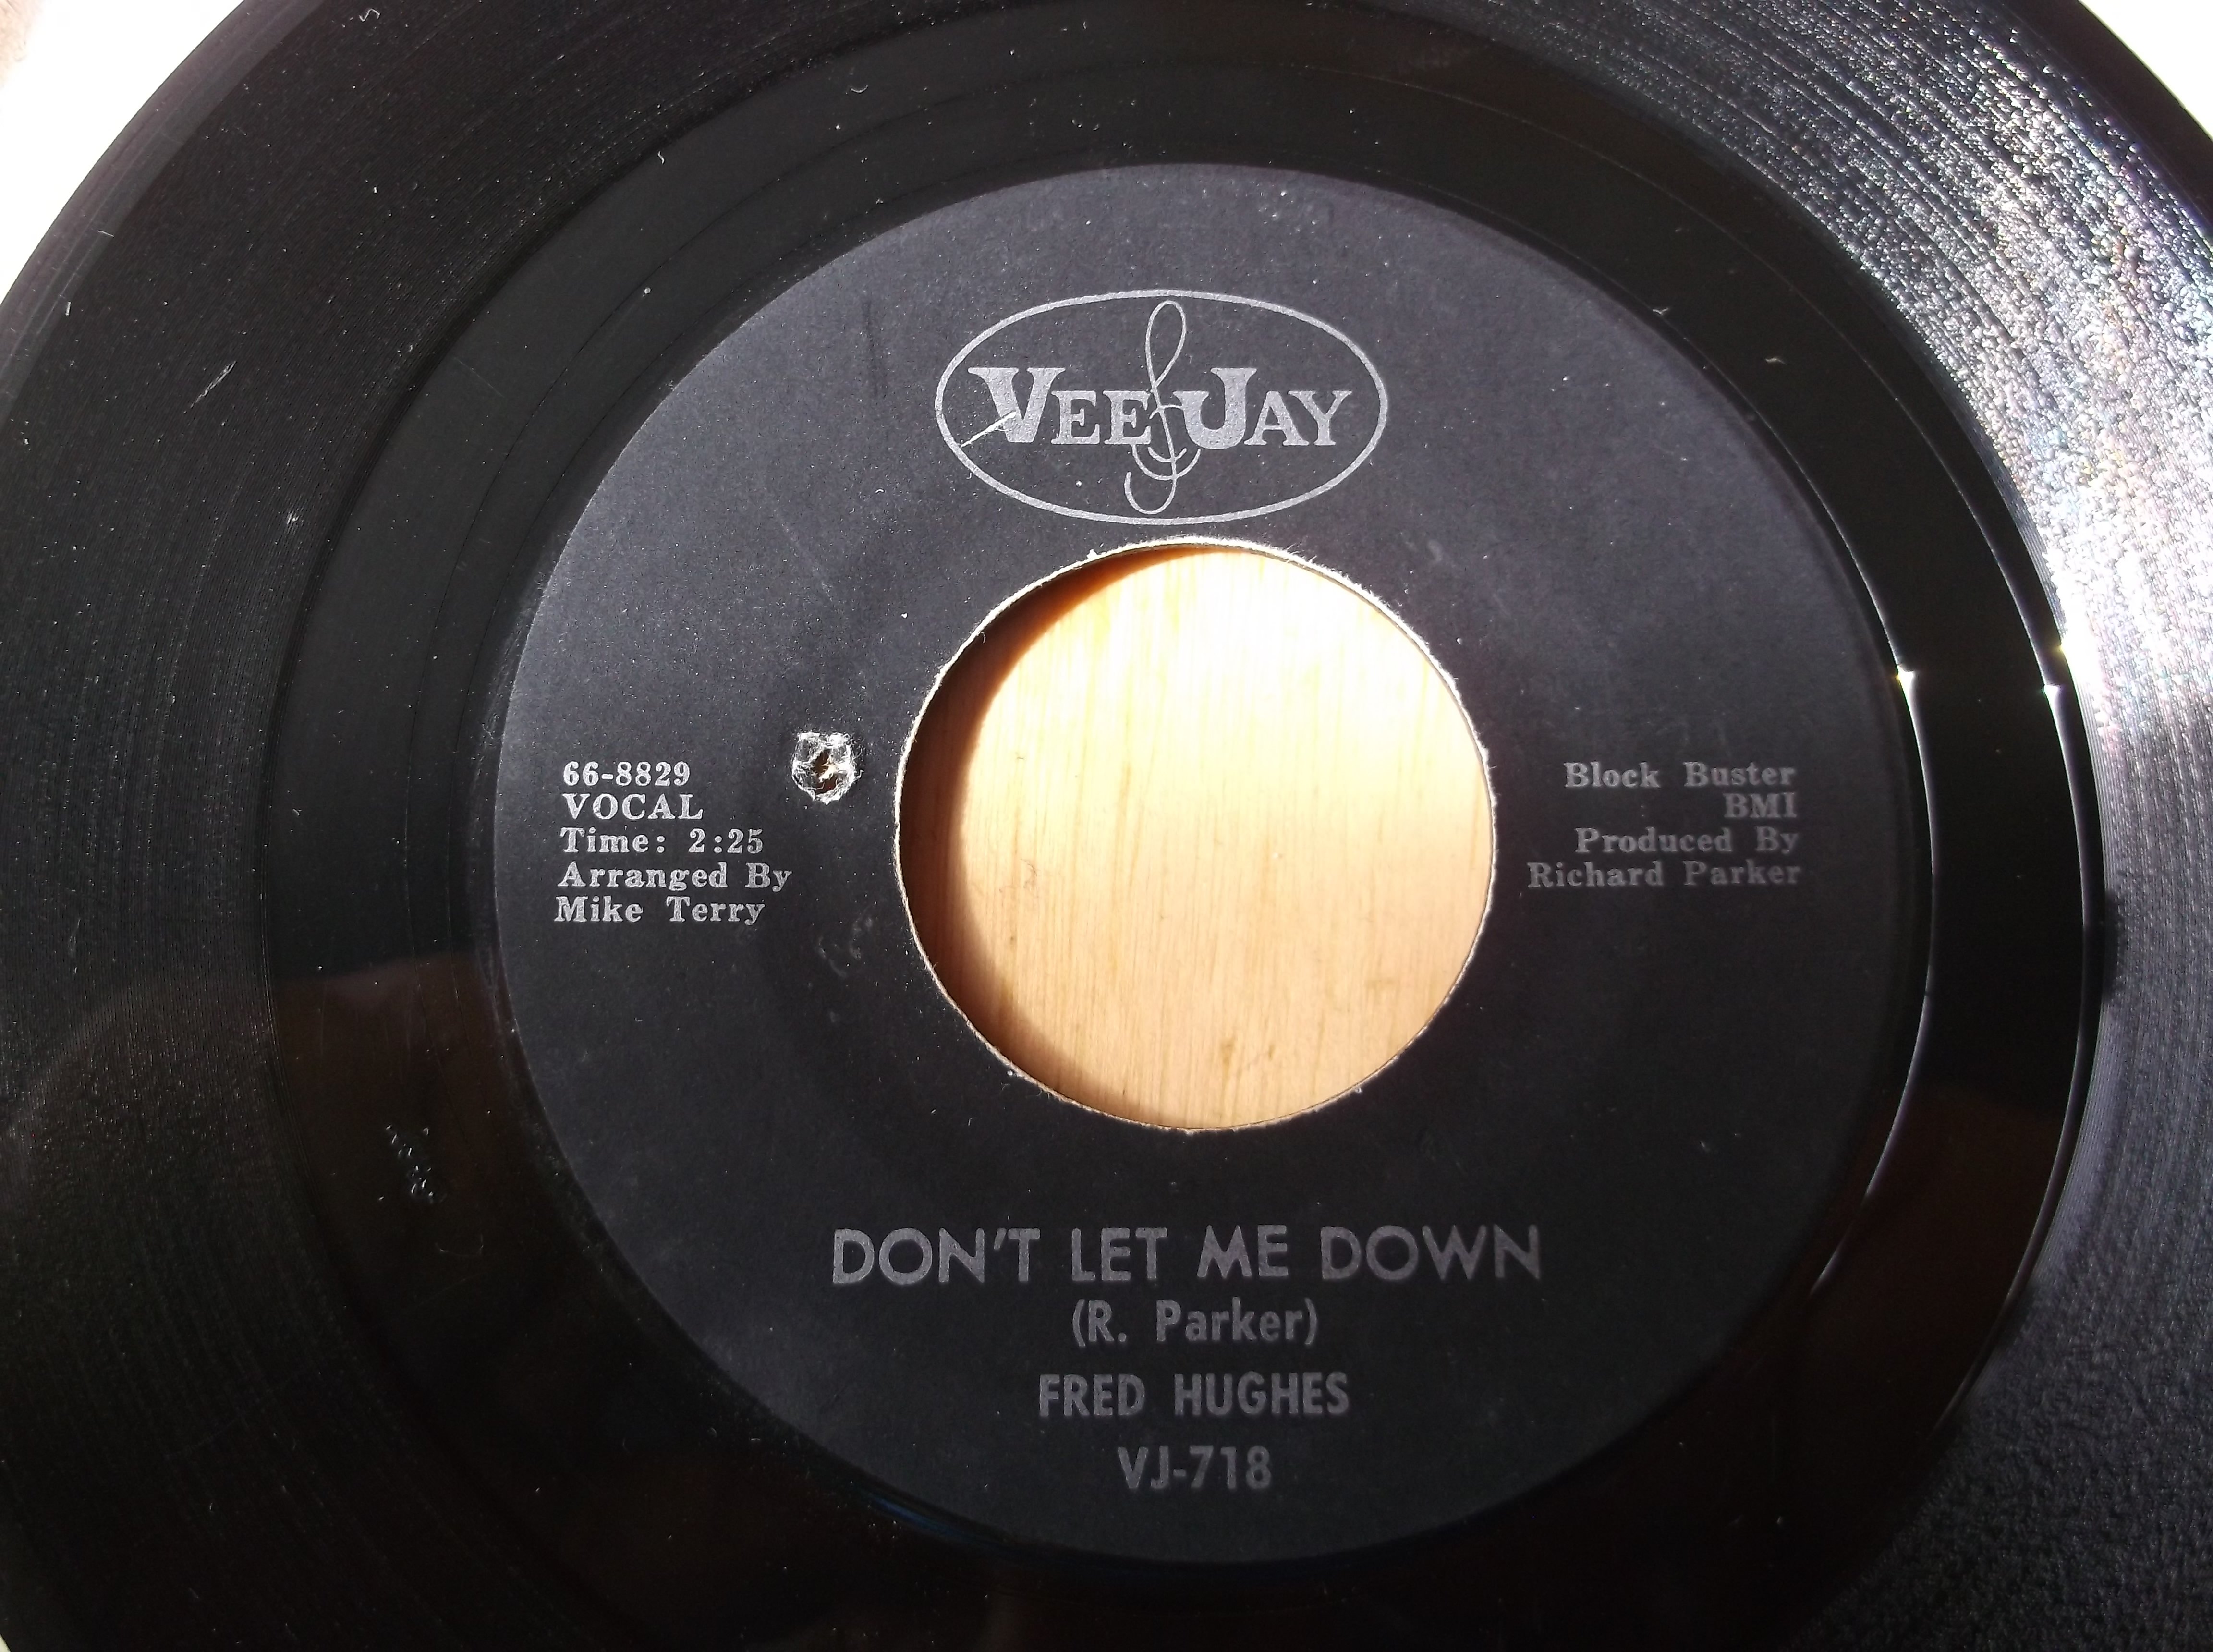 VEE JAY
66-8829
VOCAL
Time: 2:25
Arranged By
Mike Terry
Block Buster
BMI
Produced By
Richard Parker
DON'T LET ME DOWN
(R. Parker)
FRED HUGHES
VJ-718